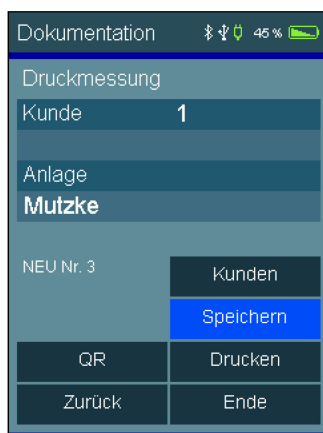 Dokumentation 45 %
Druckmessung
Kunde 1
Anlage
Mutzke
NEU Nr. 3
Kunden
Speichern
QR Drucken
Zurück Ende